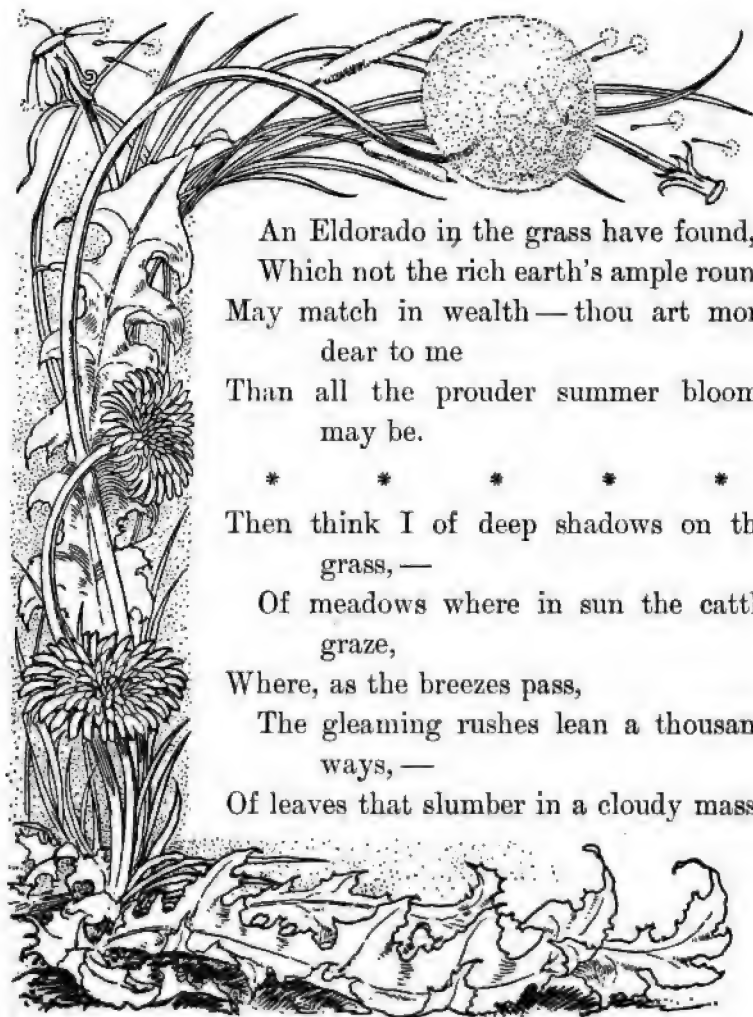 An Eldorado in the grass have found,
Which not the rich earth's ample roun
May match in wealth — thou art mor
dear to me
Than all the prouder summer bloom
may be.
* * * * *
Then think I of deep shadows on th
grass, —
Of meadows where in sun the cattl
graze,
Where, as the breezes pass,
The gleaming rushes lean a thousan
ways, —
Of leaves that slumber in a cloudy mass